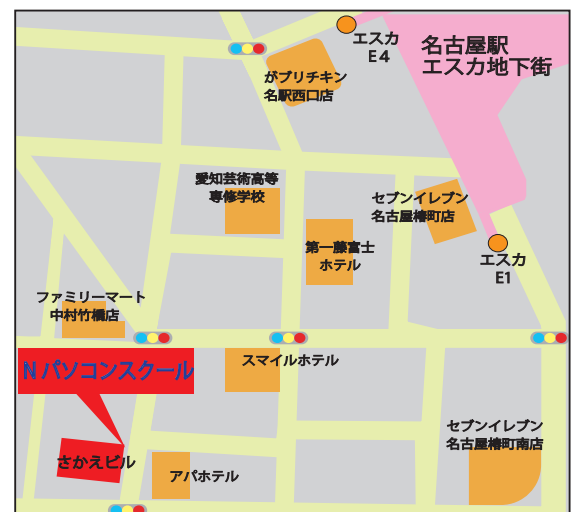 エスカ
E4
名古屋駅
エスカ地下街
がブリチキン
名駅西口店
愛知芸術高等
専修学校
セブンイレブン
名古屋椿町店
第一藤富士
ホテル
エスカ
E1
ファミリーマート
中村竹橋店
Nパソコンスクール
スマイルホテル
セブンイレブン
名古屋椿町南店
さかえビル
アパホテル